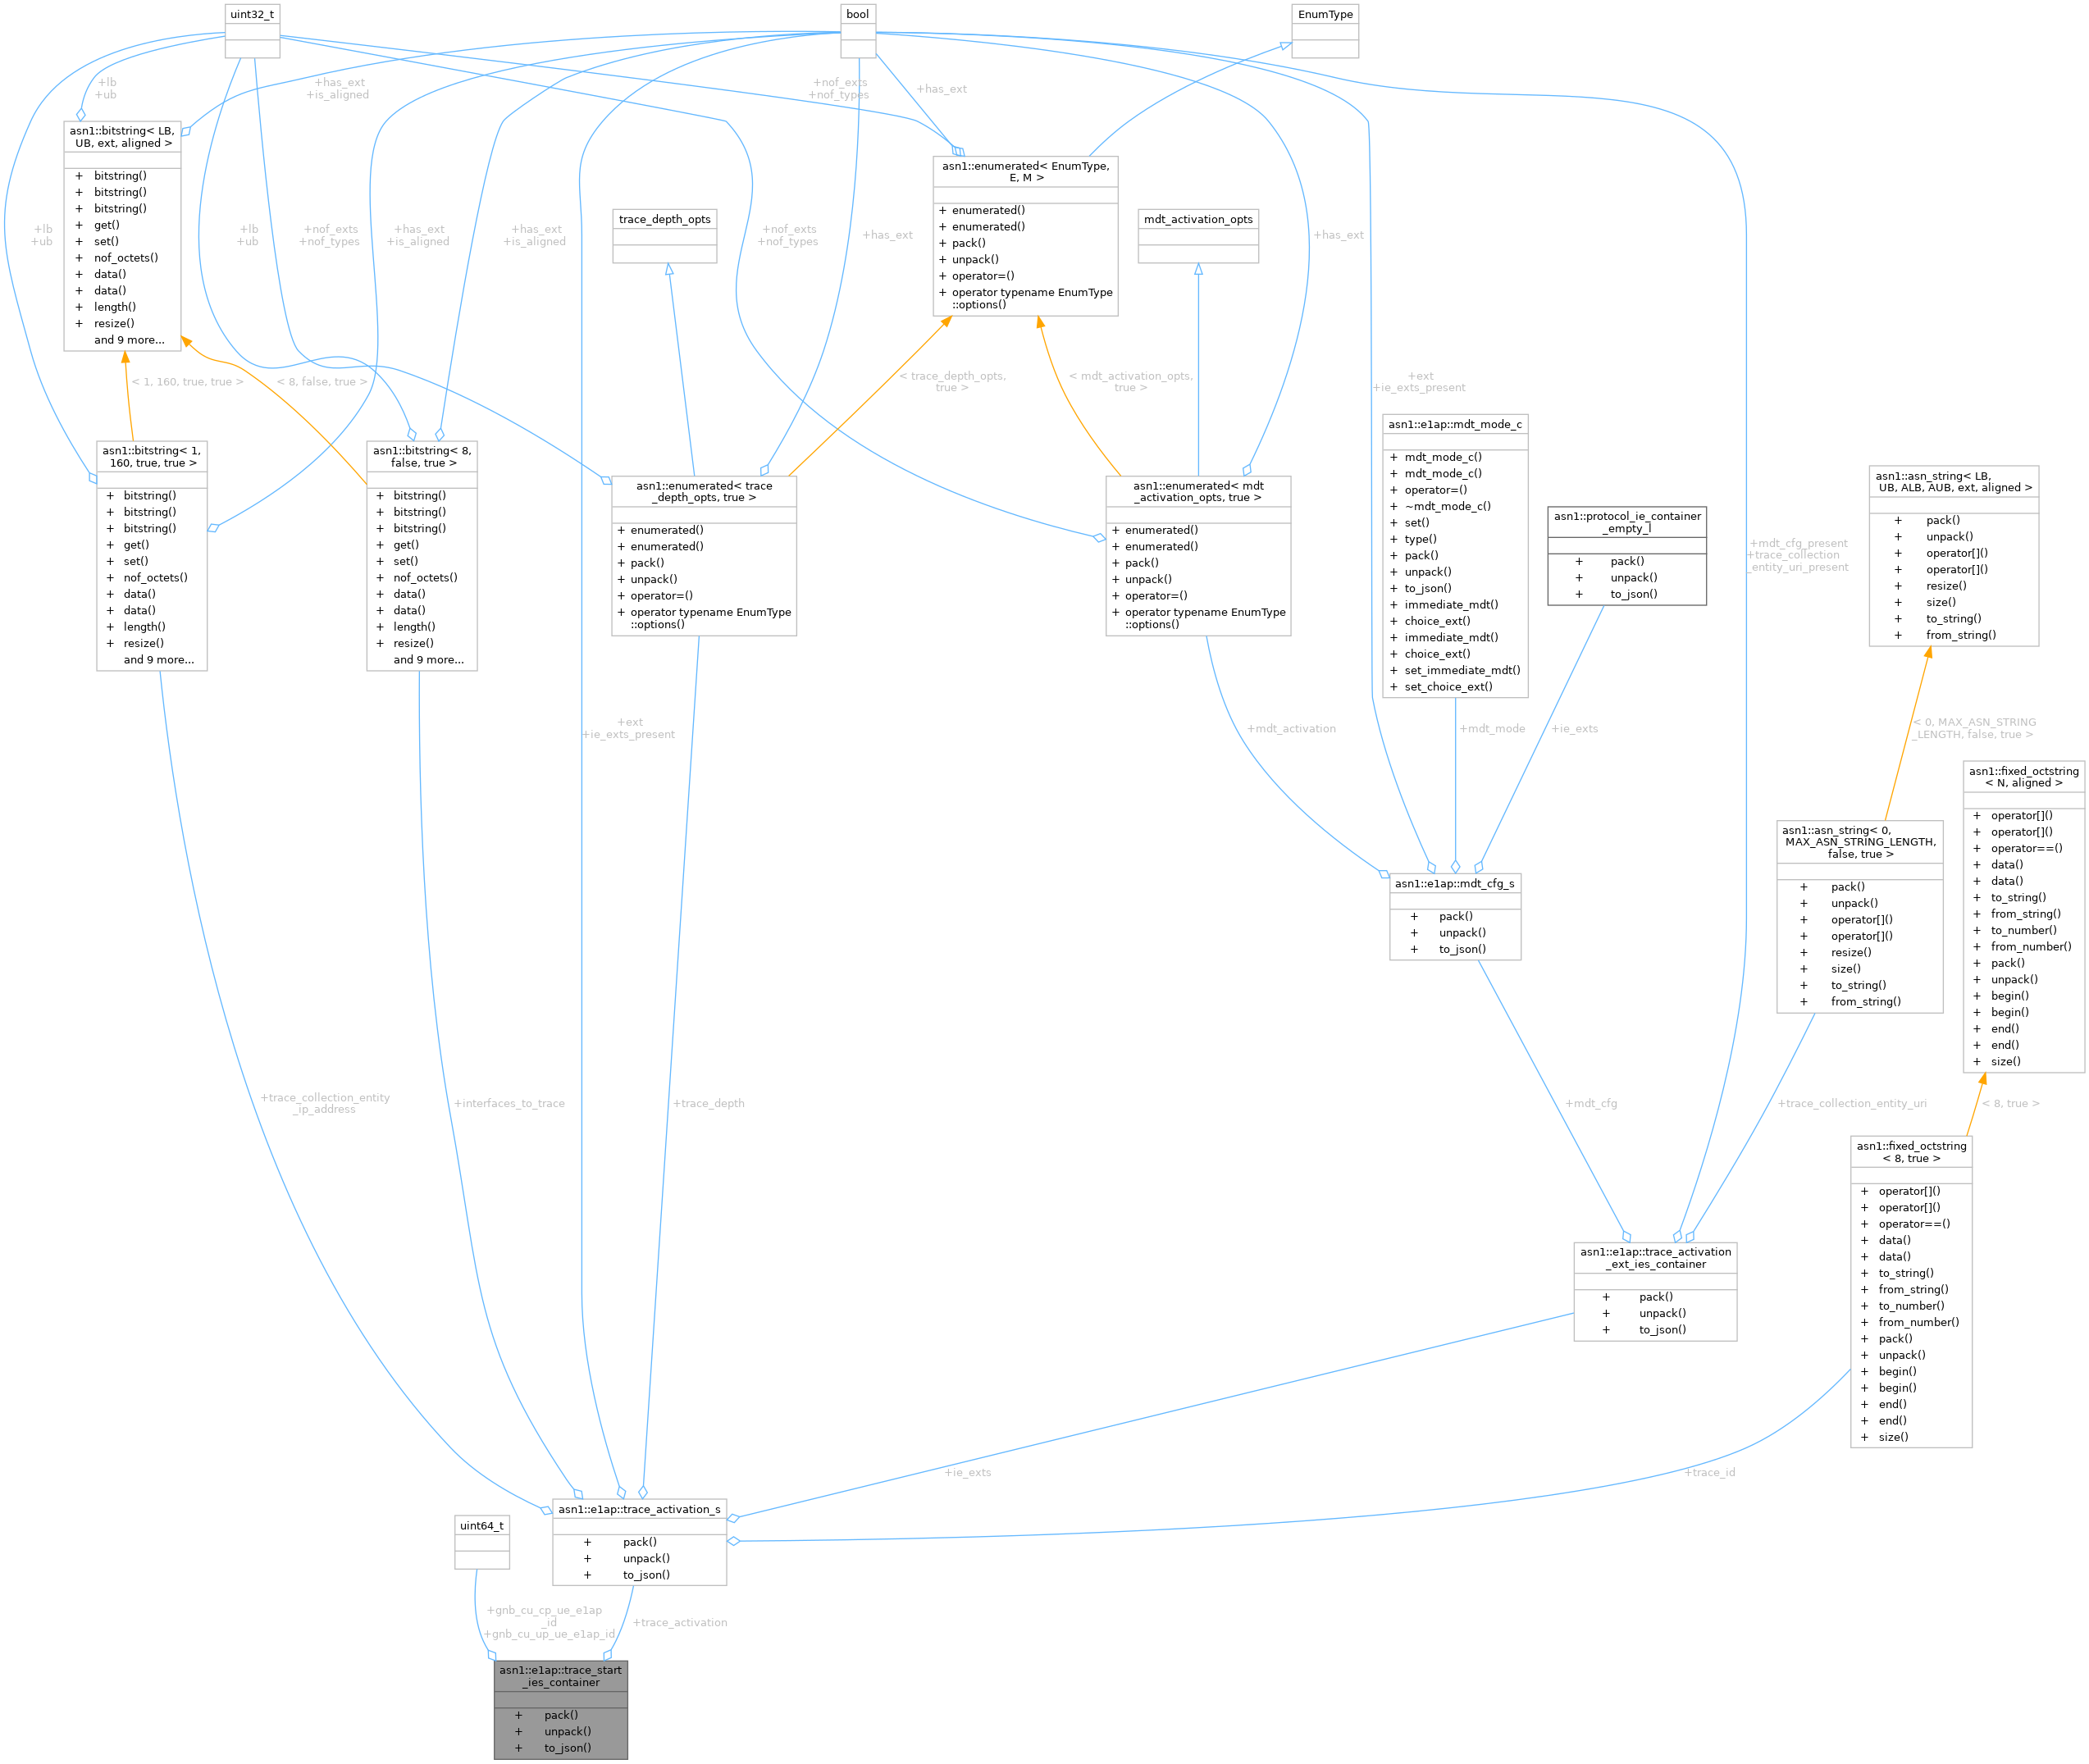 uint32_t
bool
EnumType
+lb
+ub
+has_ext
+is_aligned
+nof_exts
+nof_types
+has_ext
asn1::bitstring< LB,
UB, ext, aligned >
+ bitstring()
+ bitstring()
+ bitstring()
+ get()
+ set()
+ nof_octets()
+ data()
+ data()
+ length()
+ resize()
and 9 more...
asn1::enumerated< EnumType,
E, M >
+ enumerated()
+ enumerated()
+ pack()
+ unpack()
+ operator=()
+ operator typename EnumType
::options()
trace_depth_opts
mdt_activation_opts
+lb
+ub
+lb
+ub
+nof_exts
+nof_types
+has_ext
+is_aligned
+has_ext
+is_aligned
+nof_exts
+nof_types
+has_ext
+has_ext
< 1, 160, true, true >
< 8, false, true >
< trace_depth_opts,
true >
< mdt_activation_opts,
true >
+ext
+ie_exts_present
asn1::bitstring< 1,
160, true, true >
+ bitstring()
+ bitstring()
+ bitstring()
+ get()
+ set()
+ nof_octets()
+ data()
+ data()
+ length()
+ resize()
and 9 more...
asn1::bitstring< 8,
false, true >
+ bitstring()
+ bitstring()
+ bitstring()
+ get()
+ set()
+ nof_octets()
+ data()
+ data()
+ length()
+ resize()
and 9 more...
asn1::enumerated< trace
_depth_opts, true >
+ enumerated()
+ enumerated()
+ pack()
+ unpack()
+ operator=()
+ operator typename EnumType
::options()
asn1::enumerated< mdt
_activation_opts, true >
+ enumerated()
+ enumerated()
+ pack()
+ unpack()
+ operator=()
+ operator typename EnumType
::options()
asn1::e1ap::mdt_mode_c
+ mdt_mode_c()
+ mdt_mode_c()
+ operator=()
+ ~mdt_mode_c()
+ set()
+ type()
+ pack()
+ unpack()
+ to_json()
+ immediate_mdt()
+ choice_ext()
+ immediate_mdt()
+ choice_ext()
+ set_immediate_mdt()
+ set_choice_ext()
asn1::protocol_ie_container
_empty_l
+ pack()
+ unpack()
+ to_json()
+mdt_cfg_present
+trace_collection
_entity_uri_present
asn1::asn_string< LB,
UB, ALB, AUB, ext, aligned >
+ pack()
+ unpack()
+ operator[]()
+ operator[]()
+ resize()
+ size()
+ to_string()
+ from_string()
+ext
+ie_exts_present
+mdt_activation
+mdt_mode
+ie_exts
< 0, MAX_ASN_STRING
_LENGTH, false, true >
asn1::fixed_octstring
< N, aligned >
+ operator[]()
+ operator[]()
+ operator==()
+ data()
+ data()
+ to_string()
+ from_string()
+ to_number()
+ from_number()
+ pack()
+ unpack()
+ begin()
+ begin()
+ end()
+ end()
+ size()
asn1::asn_string< 0,
MAX_ASN_STRING_LENGTH,
false, true >
+ pack()
+ unpack()
+ operator[]()
+ operator[]()
+ resize()
+ size()
+ to_string()
+ from_string()
asn1::e1ap::mdt_cfg_s
+ pack()
+ unpack()
+ to_json()
+trace_collection_entity
_ip_address
+interfaces_to_trace
+trace_depth
+mdt_cfg
+trace_collection_entity_uri
< 8, true >
asn1::fixed_octstring
< 8, true >
+ operator[]()
+ operator[]()
+ operator==()
+ data()
+ data()
+ to_string()
+ from_string()
+ to_number()
+ from_number()
+ pack()
+ unpack()
+ begin()
+ begin()
+ end()
+ end()
+ size()
asn1::e1ap::trace_activation
_ext_ies_container
+ pack()
+ unpack()
+ to_json()
+ie_exts
+trace_id
asn1::e1ap::trace_activation_s
+ pack()
+ unpack()
+ to_json()
uint64_t
+gnb_cu_cp_ue_e1ap
_id
+gnb_cu_up_ue_e1ap_id
+trace_activation
asn1::e1ap::trace_start
_ies_container
+ pack()
+ unpack()
+ to_json()